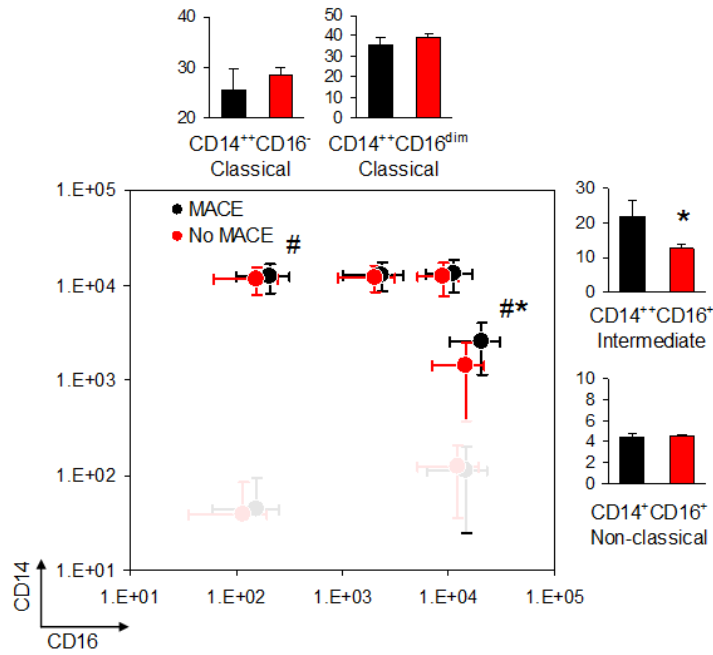 40
30
20
50
40
30
20
10
0
CD14⁺⁺CD16⁻
Classical
CD14⁺⁺CD16ᵈⁱᵐ
Classical
1.E+05
1.E+04
1.E+03
1.E+02
1.E+01
MACE
No MACE
#
#*
1.E+01 1.E+02 1.E+03 1.E+04 1.E+05
CD14
CD16
30
20
10
0
*
CD14⁺⁺CD16⁺
Intermediate
10
8
6
4
2
0
CD14⁺CD16⁺
Non-classical